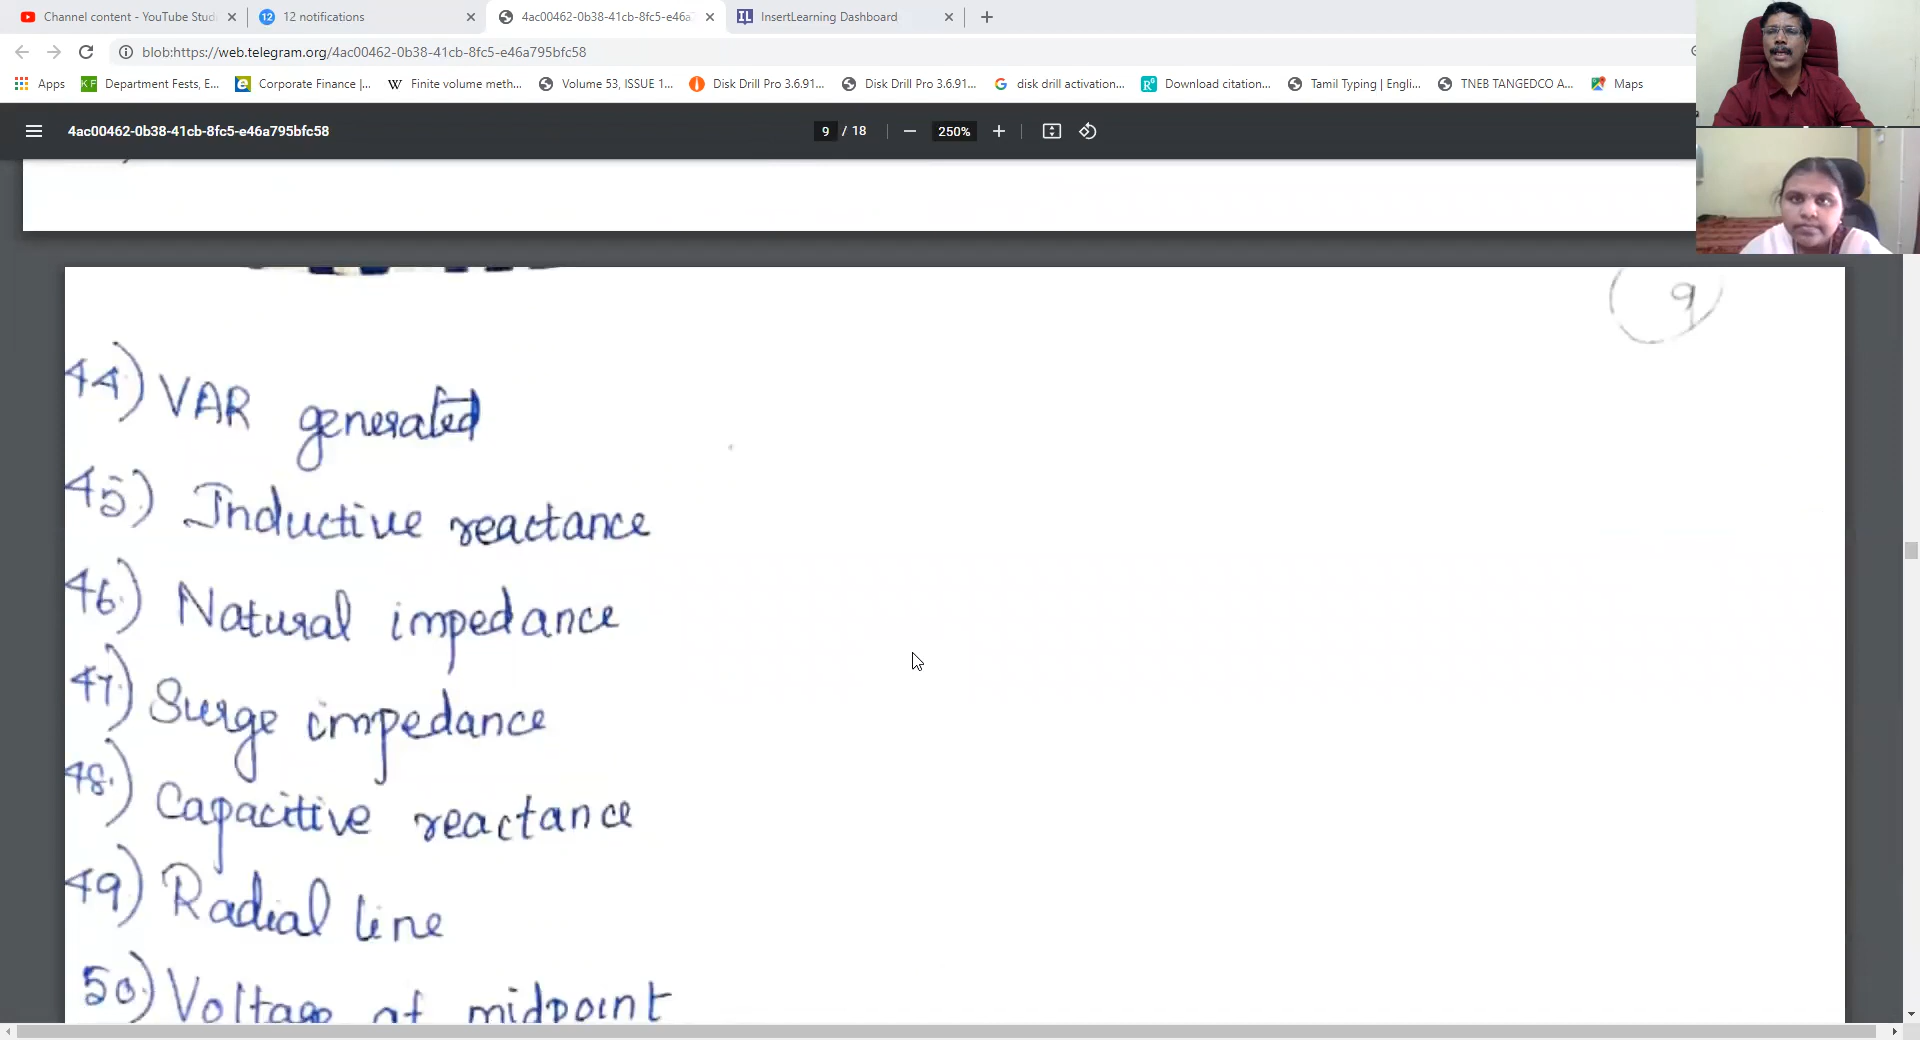 Channel content - YouTube Stud
12 12 notifications
4ac00462-0b38-41cb-8fc5-e46a7
IL InsertLearning Dashboard
blob:https://web.telegram.org/4ac00462-0b38-41cb-8fc5-e46a795bfc58
Apps
KF Department Fests, E...
Corporate Finance |...
W Finite volume meth...
Volume 53, ISSUE 1...
Disk Drill Pro 3.6.91...
Disk Drill Pro 3.6.91...
disk drill activation...
Download citation...
Tamil Typing | Engli...
TNEB TANGEDCO A...
Maps
4ac00462-0b38-41cb-8fc5-e46a795bfc58
9 / 18
250%
9
44.) VAR generated
45.) Inductive reactance
46.) Natural impedance
47.) Surge impedance
48.) Capacitive reactance
49.) Radial line
50.) Voltage at midpoint